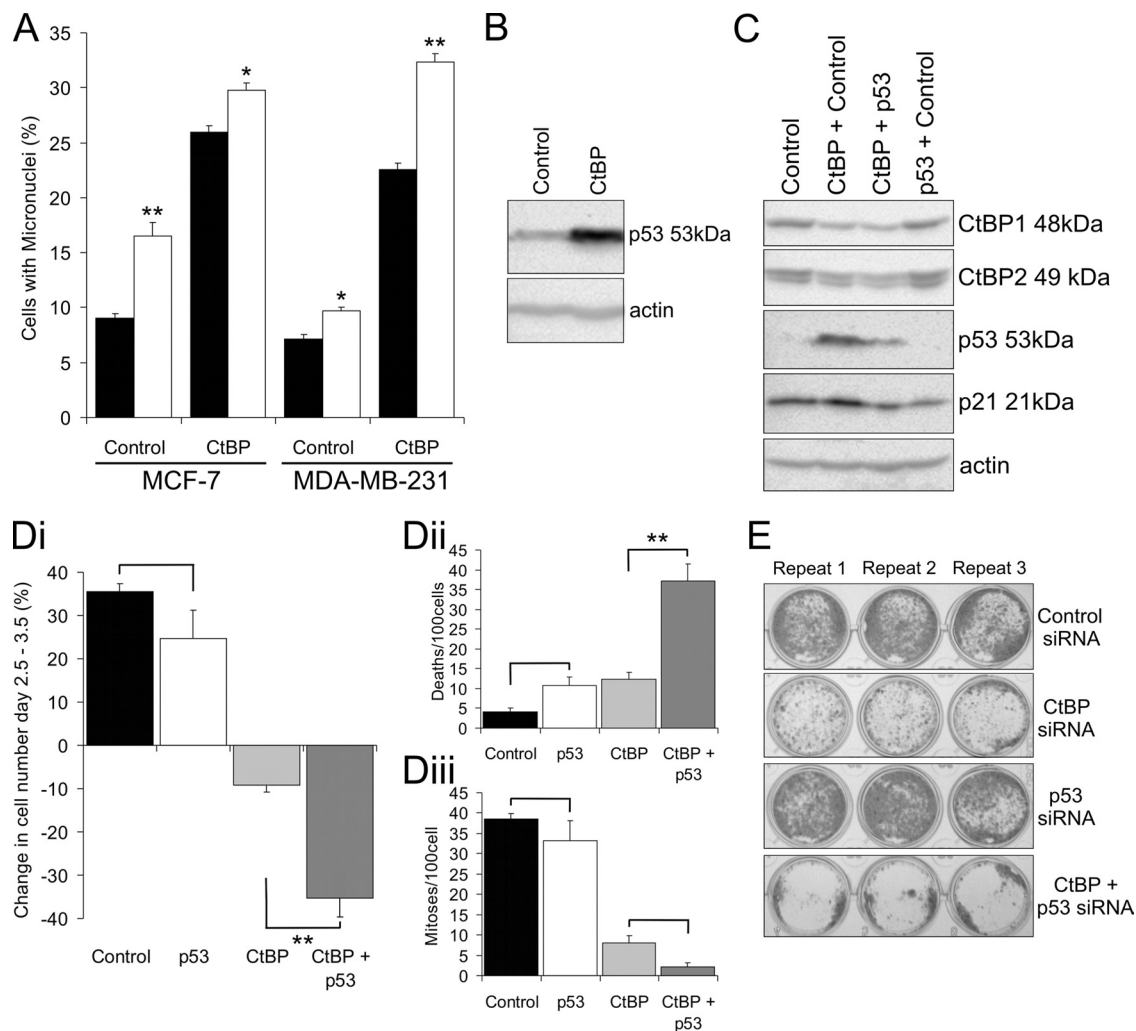 A
Cells with Micronuclei (%)
35
30
25
20
15
10
5
0
**
*
*
**
Control
CtBP
Control
CtBP
MCF-7
MDA-MB-231
B
Control
CtBP
p53 53kDa
actin
C
Control
CtBP + Control
CtBP + p53
p53 + Control
CtBP1 48kDa
CtBP2 49 kDa
p53 53kDa
p21 21kDa
actin
Di
Change in cell number day 2.5 - 3.5 (%)
40
30
20
10
0
-10
-20
-30
-40
**
Control
p53
CtBP
CtBP +
p53
Dii
Deaths/100cells
45
40
35
30
25
20
15
10
5
0
**
Control
p53
CtBP
CtBP +
p53
Diii
Mitoses/100cell
45
40
35
30
25
20
15
10
5
0
Control
p53
CtBP
CtBP +
p53
E
Repeat 1
Repeat 2
Repeat 3
Control
siRNA
CtBP
siRNA
p53
siRNA
CtBP +
p53 siRNA